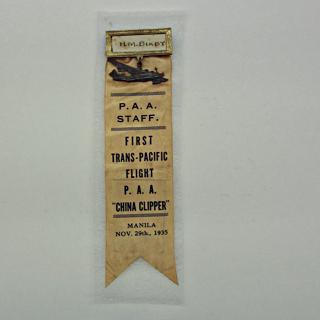 H.M. BIXBY
P. A. A.
STAFF.
FIRST
TRANS-PACIFIC
FLIGHT
P. A. A.
"CHINA CLIPPER"
MANILA
NOV. 29th., 1935